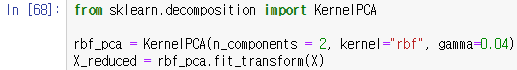 In [68]: from sklearn.decomposition import KernelPCA
rbf_pca = KernelPCA(n_components = 2, kernel="rbf", gamma=0.04)
X_reduced = rbf_pca.fit_transform(X)